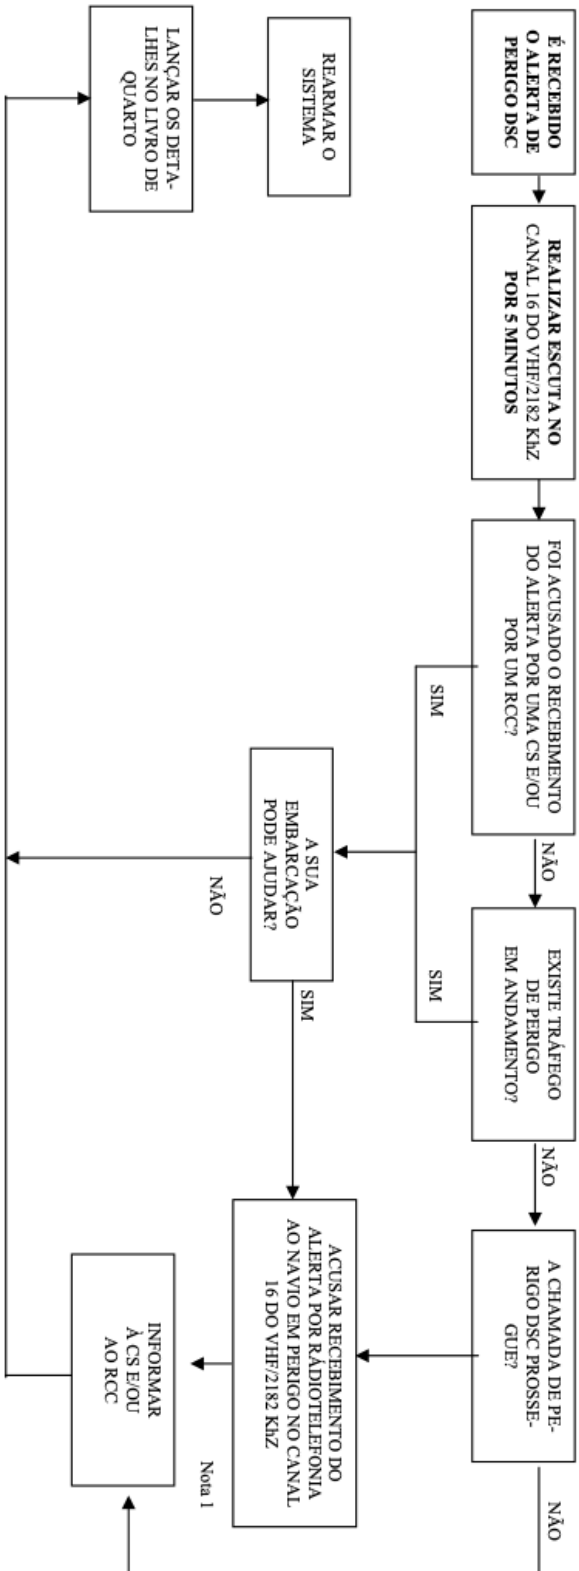 É RECEBIDO
O ALERTA DE
PERIGO DSC
REALIZAR ESCUTA NO
CANAL 16 DO VHF/2182 KhZ
POR 5 MINUTOS
FOI ACUSADO O RECEBIMENTO
DO ALERTA POR UMA CS E/OU
POR UM RCC?
NÃO
EXISTE TRÁFEGO
DE PERIGO
EM ANDAMENTO?
NÃO
A CHAMADA DE PE-
RIGO DSC PROSSE-
GUE?
NÃO
SIM
SIM
A SUA
EMBARCAÇÃO
PODE AJUDAR?
SIM
NÃO
ACUSAR RECEBIMENTO DO
ALERTA POR RÁDIOTELEFONIA
AO NAVIO EM PERIGO NO CANAL
16 DO VHF/2182 KhZ
Nota 1
REARMAR O
SISTEMA
LANÇAR OS DETA-
LHES NO LIVRO DE
QUARTO
INFORMAR
À CS E/OU
AO RCC